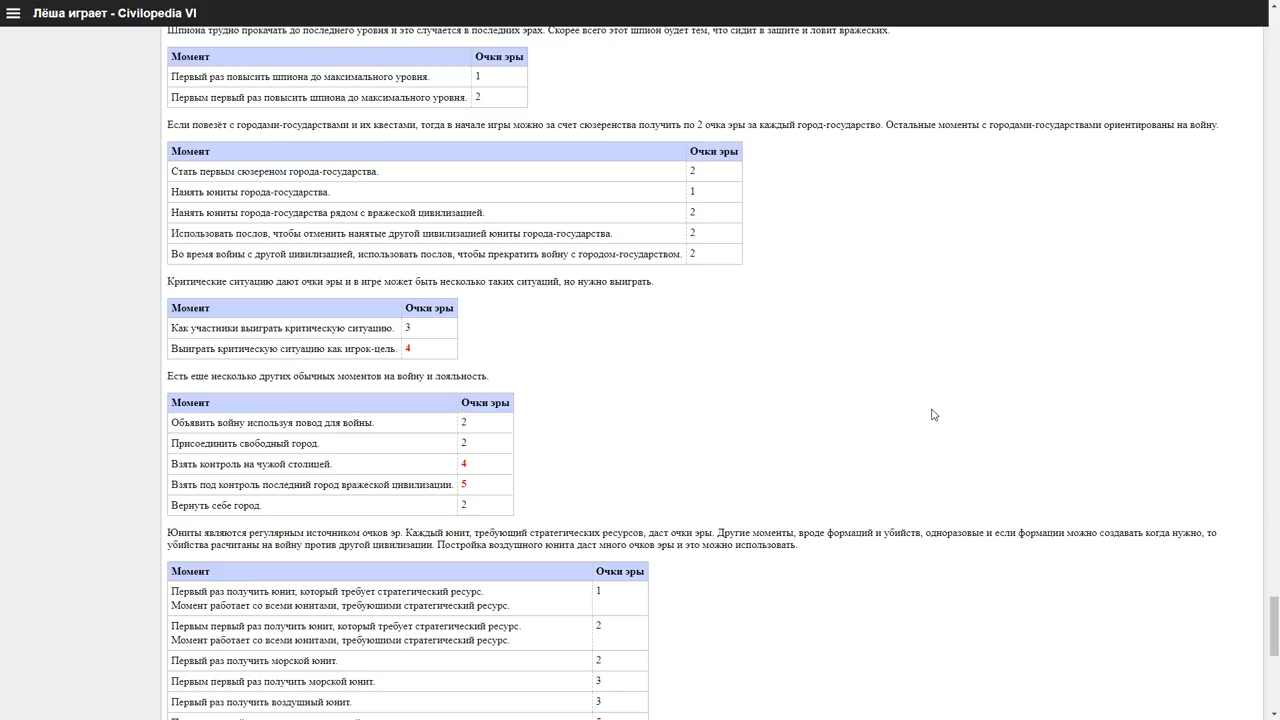 Лёша играет - Civilopedia VI
Шпиона трудно прокачать до последнего уровня и это случается в последних эрах. Скорее всего этот шпион будет тем, что сидит в защите и ловит вражеских.
Момент Очки эры
Первый раз повысить шпиона до максимального уровня. 1
Первым первый раз повысить шпиона до максимального уровня. 2
Если повезёт с городами-государствами и их квестами, тогда в начале игры можно за счет сюзеренства получить по 2 очка эры за каждый город-государство. Остальные моменты с городами-государствами ориентированы на войну.
Момент Очки эры
Стать первым сюзереном города-государства. 2
Нанять юниты города-государства. 1
Нанять юниты города-государства рядом с вражеской цивилизацией. 2
Использовать послов, чтобы отменить нанятые другой цивилизацией юниты города-государства. 2
Во время войны с другой цивилизацией, использовать послов, чтобы прекратить войну с городом-государством. 2
Критические ситуацию дают очки эры и в игре может быть несколько таких ситуаций, но нужно выиграть.
Момент Очки эры
Как участники выиграть критическую ситуацию. 3
Выиграть критическую ситуацию как игрок-цель. 4
Есть еще несколько других обычных моментов на войну и лояльность.
Момент Очки эры
Объявить войну используя повод для войны. 2
Присоединить свободный город. 2
Взять контроль на чужой столицей. 4
Взять под контроль последний город вражеской цивилизации. 5
Вернуть себе город. 2
Юниты являются регулярным источником очков эр. Каждый юнит, требующий стратегических ресурсов, даст очки эры. Другие моменты, вроде формаций и убийств, одноразовые и если формации можно создавать когда нужно, то
убийства расчитаны на войну против другой цивилизации. Постройка воздушного юнита даст много очков эры и это можно использовать.
Момент Очки эры
Первый раз получить юнит, который требует стратегический ресурс. 1
Момент работает со всеми юнитами, требующими стратегический ресурс.
Первым первый раз получить юнит, который требует стратегический ресурс. 2
Момент работает со всеми юнитами, требующими стратегический ресурс.
Первый раз получить морской юнит. 2
Первым первый раз получить морской юнит. 3
Первый раз получить воздушный юнит. 3